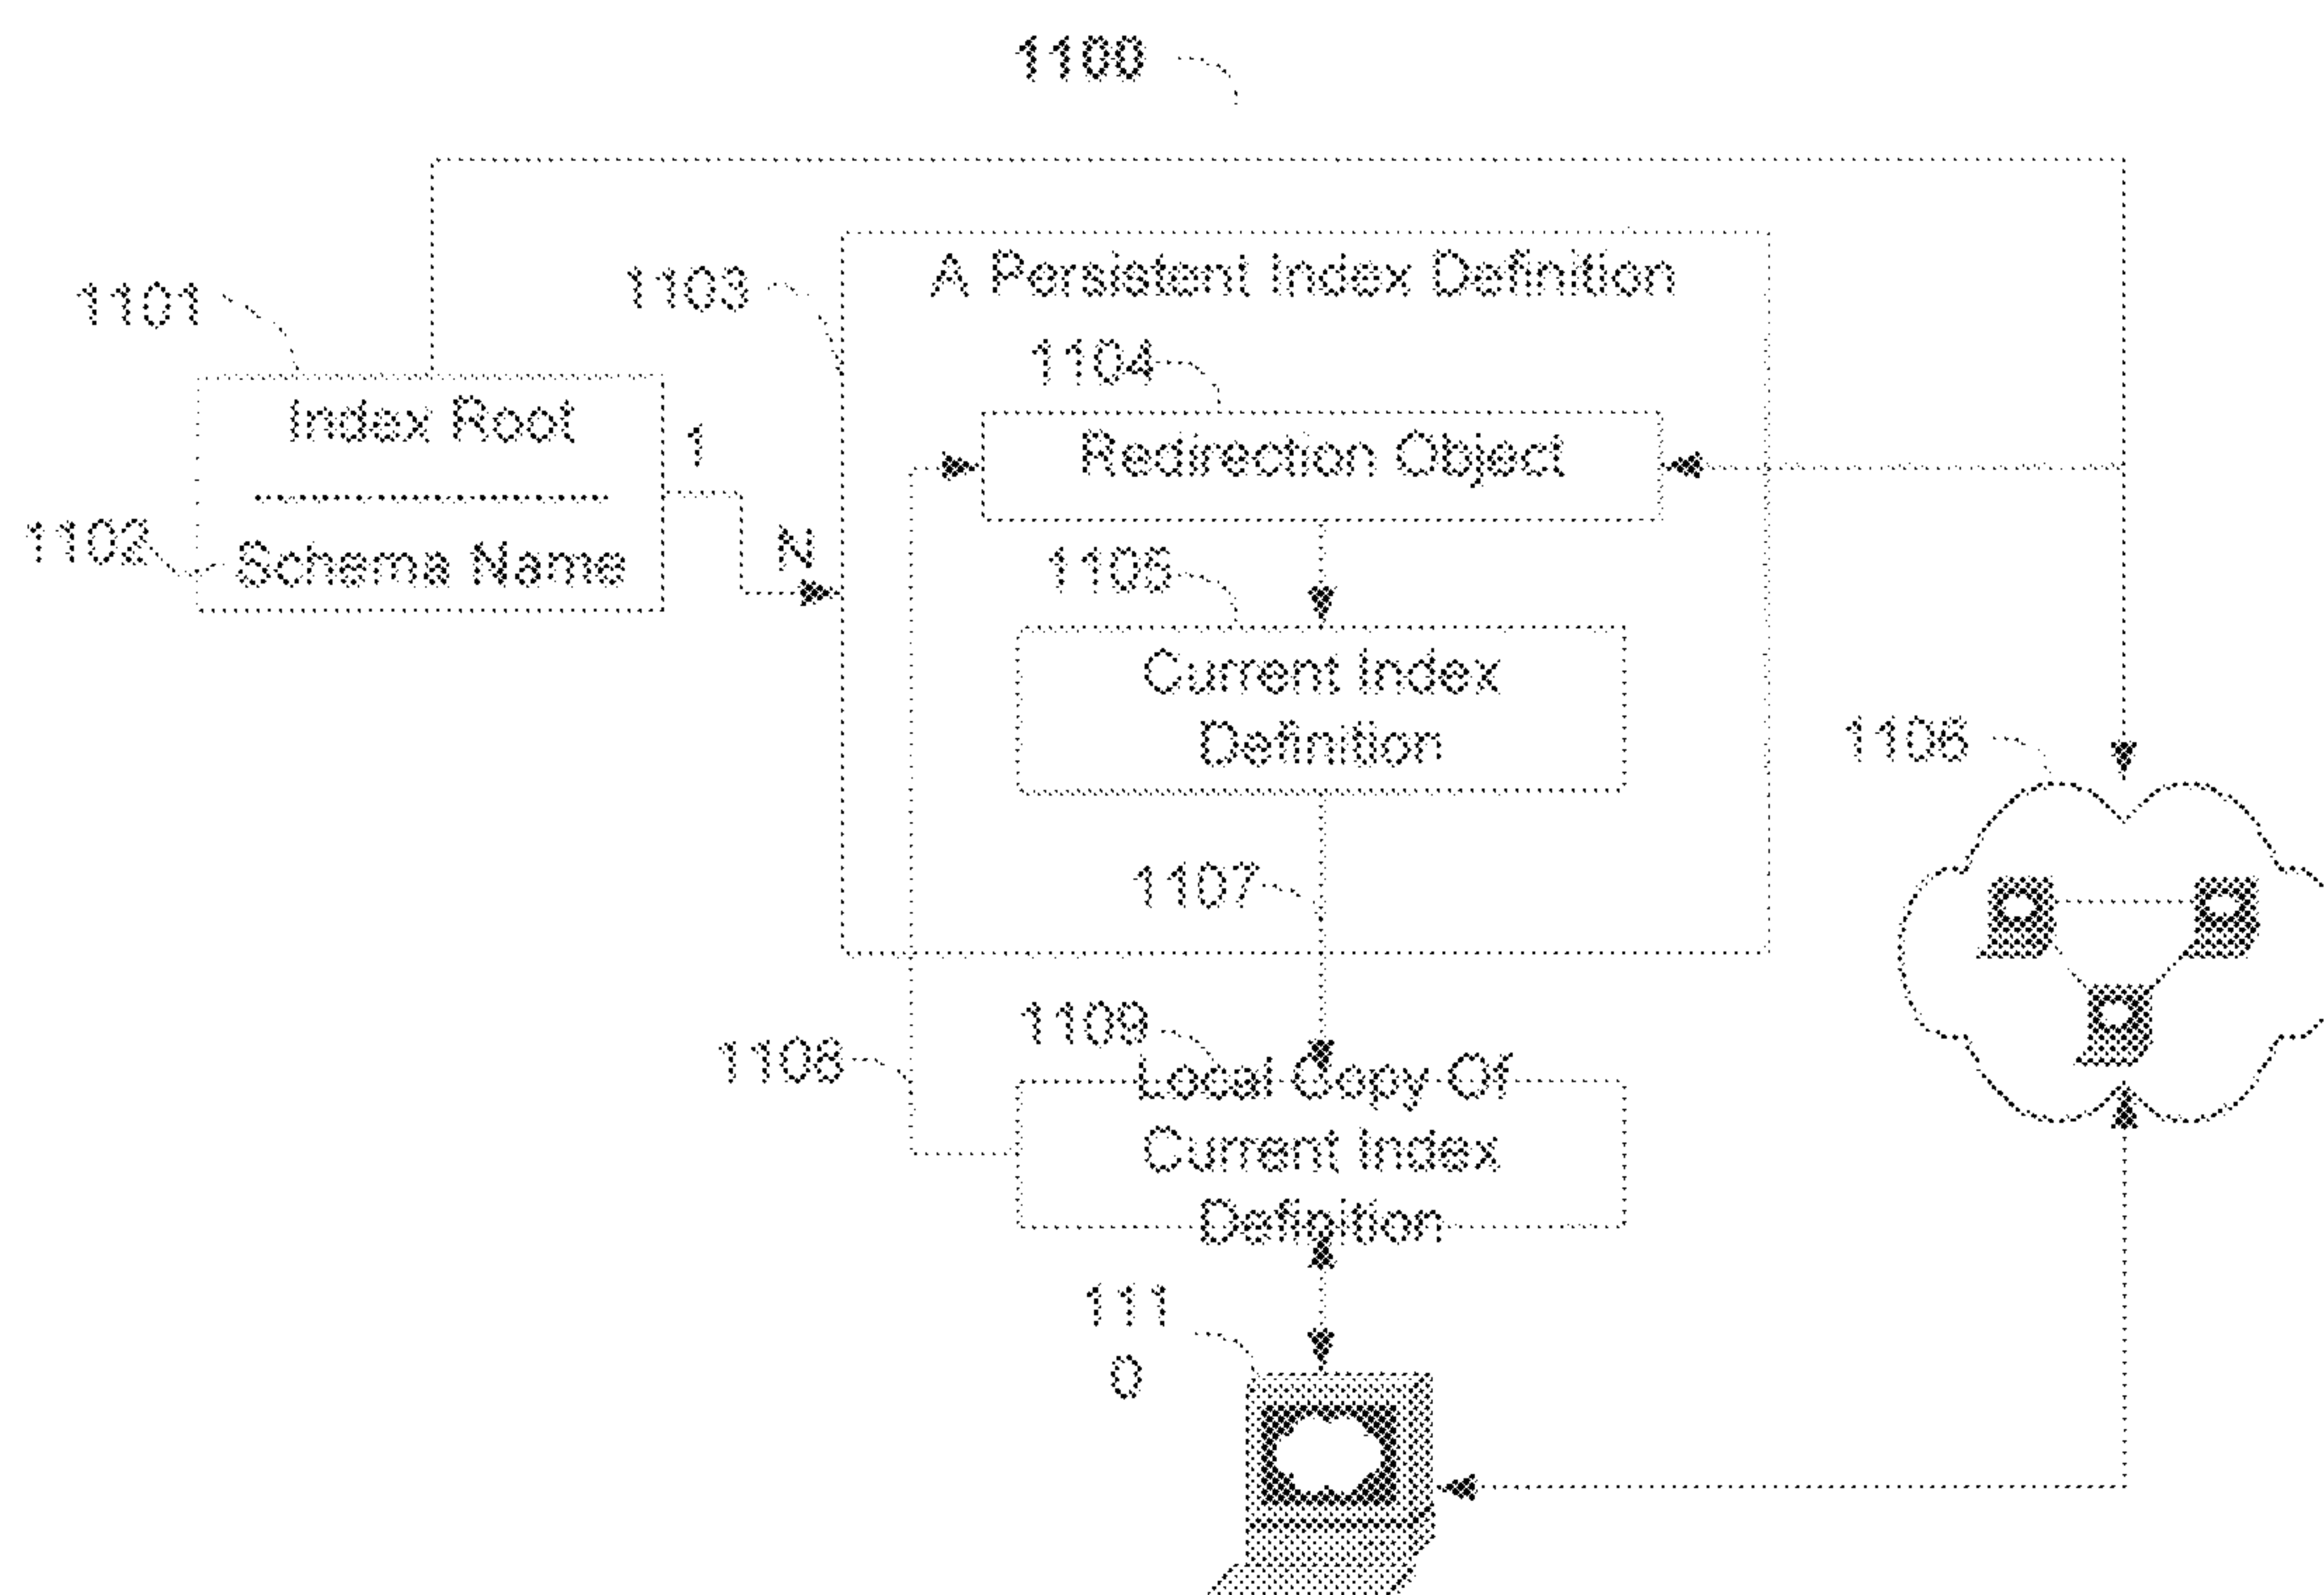 1100
A Persistent Index Definition
1103
1101
1104
Index Root
1
Redirection Object
1102
Schema Name
N
1105
Current Index
Definition
1106
1107
1109
1108
Local Copy Of
Current Index
Definition
111
0